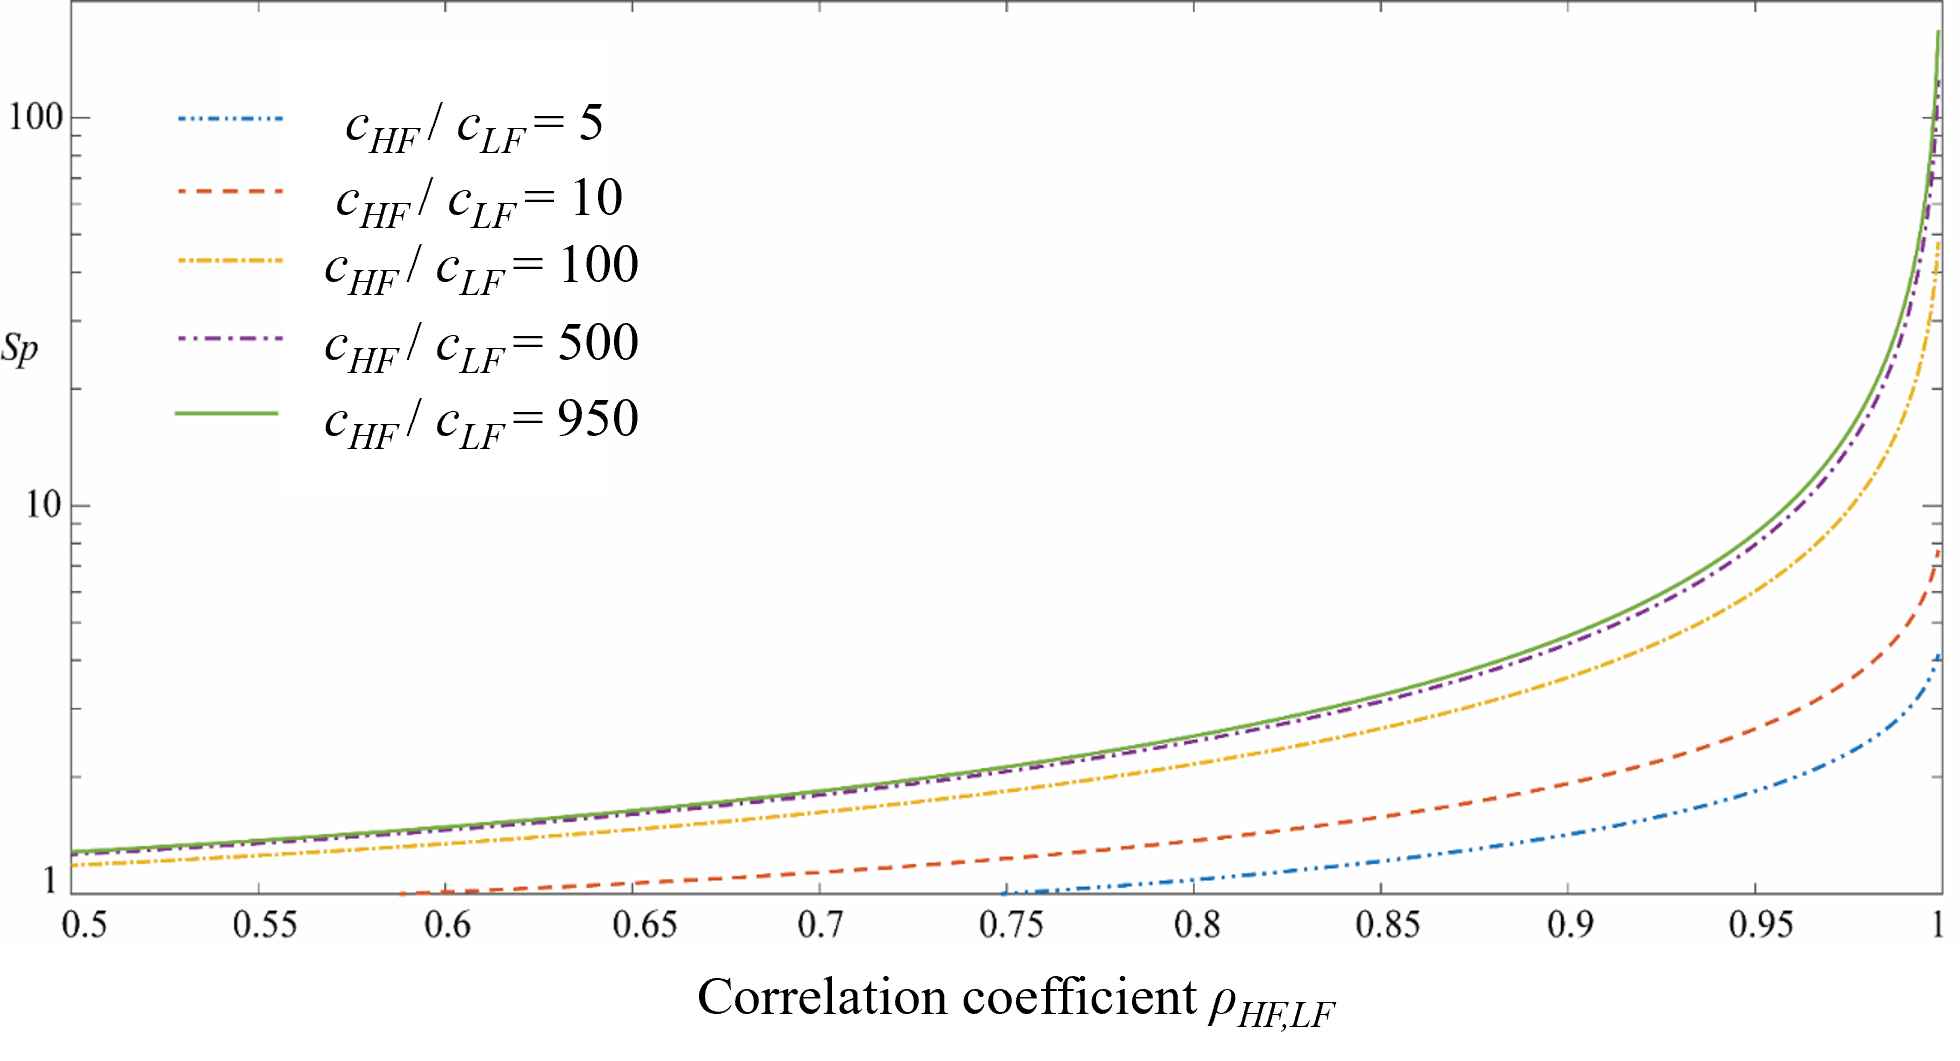 100
c_HF / c_LF = 5
c_HF / c_LF = 10
c_HF / c_LF = 100
Sp
c_HF / c_LF = 500
c_HF / c_LF = 950
10
1
0.5 0.55 0.6 0.65 0.7 0.75 0.8 0.85 0.9 0.95 1
Correlation coefficient ρ_HF,LF